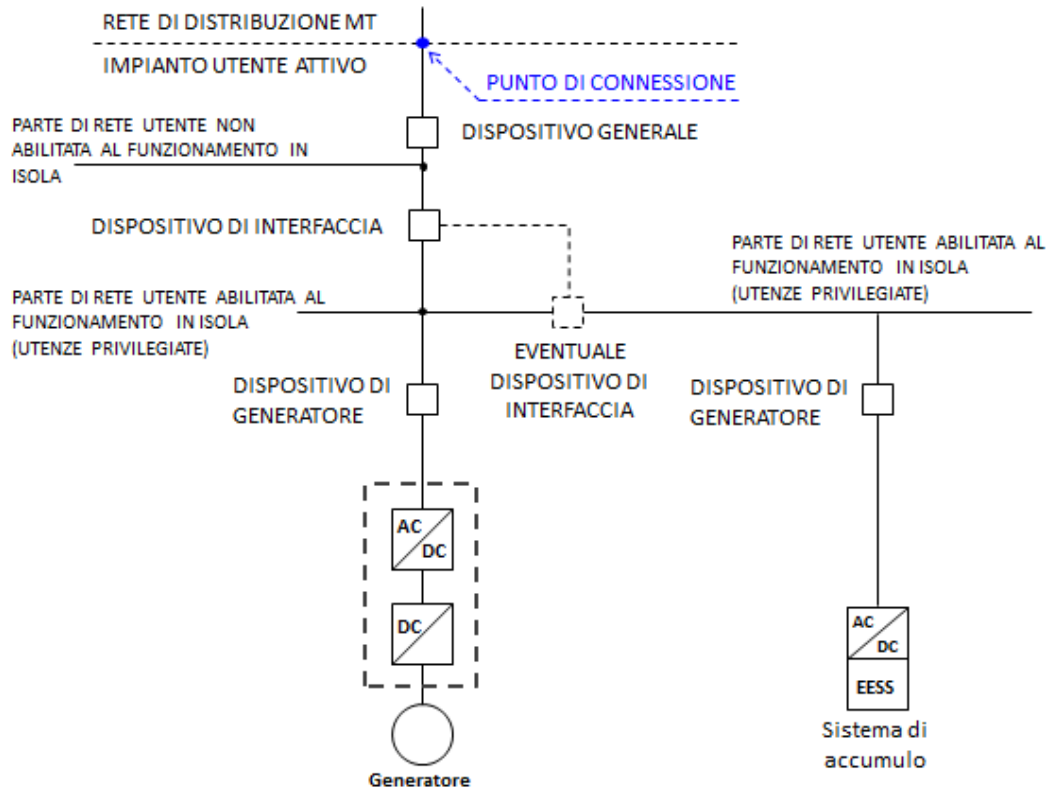 RETE DI DISTRIBUZIONE MT
IMPIANTO UTENTE ATTIVO
PUNTO DI CONNESSIONE
PARTE DI RETE UTENTE NON
ABILITATA AL FUNZIONAMENTO IN
ISOLA
DISPOSITIVO GENERALE
DISPOSITIVO DI INTERFACCIA
PARTE DI RETE UTENTE ABILITATA AL
FUNZIONAMENTO IN ISOLA
(UTENZE PRIVILEGIATE)
PARTE DI RETE UTENTE ABILITATA AL
FUNZIONAMENTO IN ISOLA
(UTENZE PRIVILEGIATE)
EVENTUALE
DISPOSITIVO DI
INTERFACCIA
DISPOSITIVO DI
GENERATORE
DISPOSITIVO DI
GENERATORE
AC
DC
DC
Generatore
AC
DC
EESS
Sistema di
accumulo